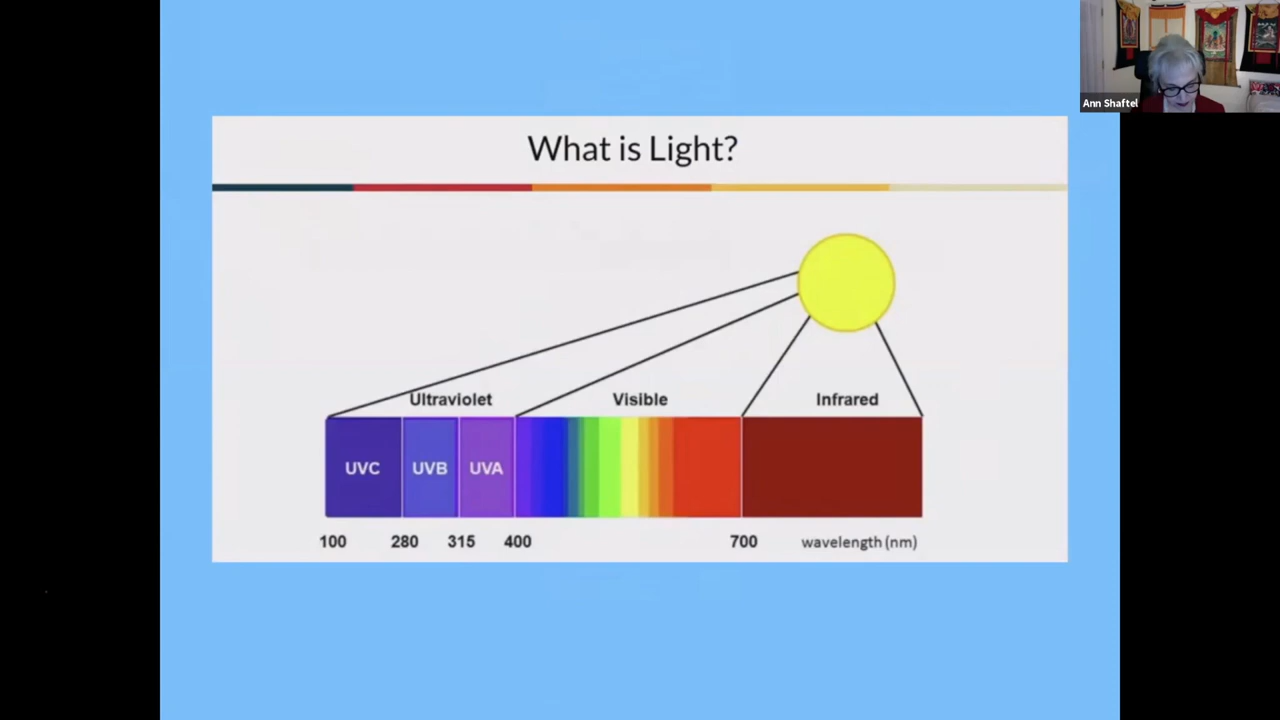 Ann Shaftel
What is Light?
Ultraviolet Visible Infrared
UVC UVB UVA
100 280 315 400 700 wavelength (nm)